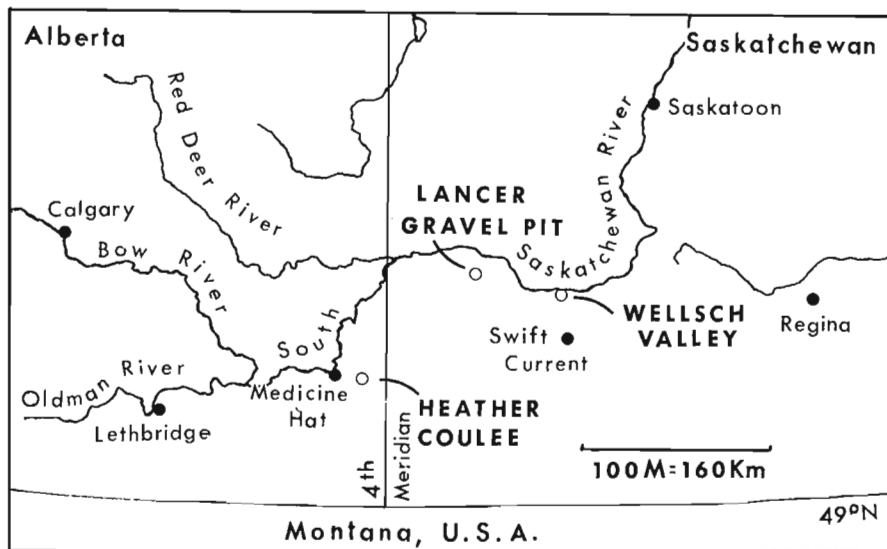 Alberta
Saskatchewan
Red Deer River
Saskatoon
Saskatchewan River
LANCER
GRAVEL PIT
Calgary
Bow River
South
WELLSCH
VALLEY
Regina
Swift
Current
Oldman River
Medicine
Hat
Lethbridge
HEATHER
COULEE
4th
Meridian
100M=160Km
49°N
Montana, U.S.A.